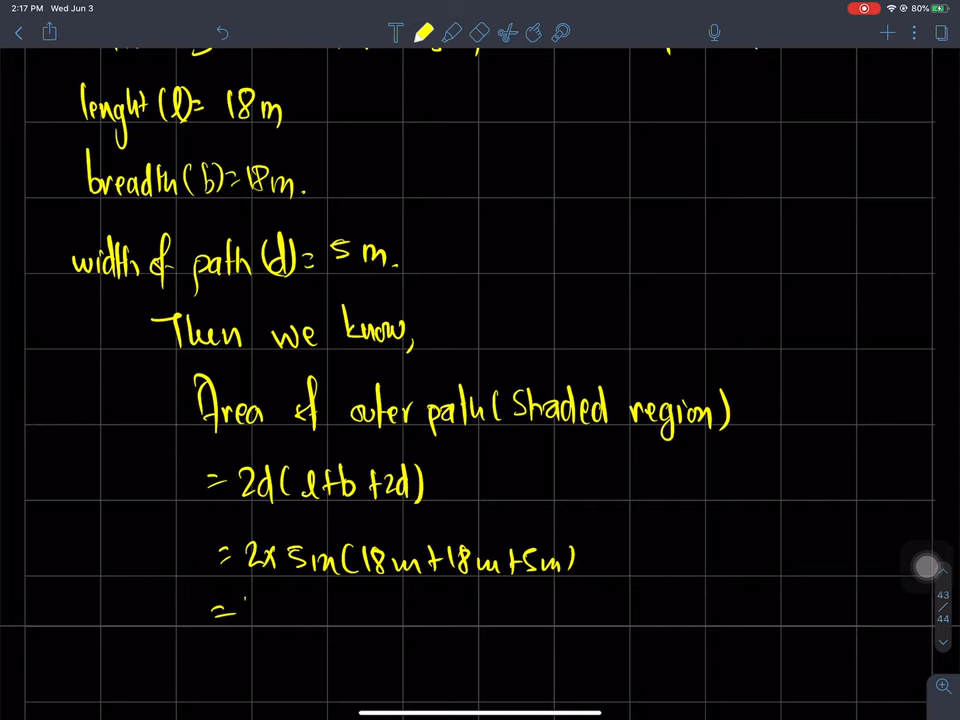 2:17 PM Wed Jun 3
80%
T
lenght (l) = 18 m
breadth (b) = 18 m.
width of path (d) = 5 m.
Then we know,
Area of outer path (shaded region)
= 2d ( l + b + 2d )
= 2 × 5m ( 18 m + 18 m + 5 m )
=
43
/
44